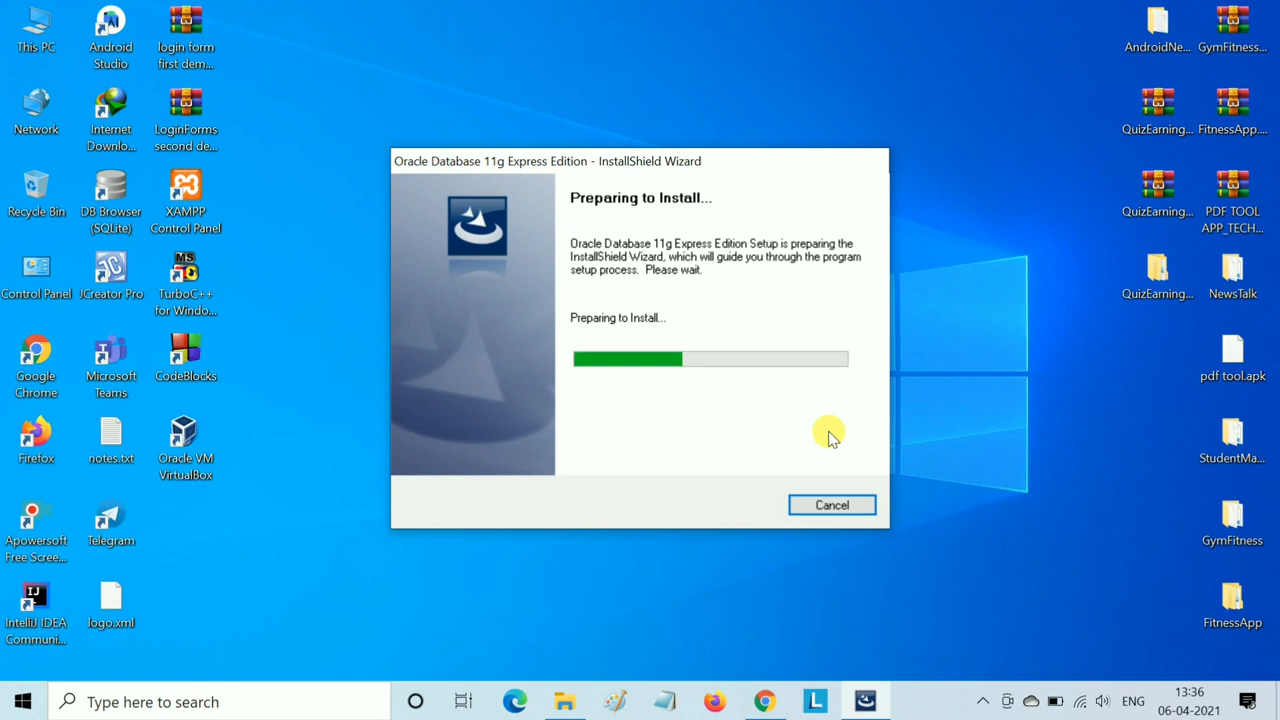 This PC
Android
Studio
login form
first dem...
Network
Internet
Downlo...
LoginForms
second de...
Recycle Bin
DB Browser
(SQLite)
XAMPP
Control Panel
Control Panel
JCreator Pro
MS
TurboC++
for Windo...
Google
Chrome
Microsoft
Teams
CodeBlocks
Firefox
notes.txt
Oracle VM
VirtualBox
Apowersoft
Free Scree...
Telegram
IntelliJ IDEA
Communi...
logo.xml
Oracle Database 11g Express Edition - InstallShield Wizard
Preparing to Install...
Oracle Database 11g Express Edition Setup is preparing the
InstallShield Wizard, which will guide you through the program
setup process. Please wait.
Preparing to Install...
Cancel
AndroidNe...
GymFitness...
QuizEarning...
FitnessApp....
QuizEarning...
PDF TOOL
APP_TECH...
QuizEarning...
NewsTalk
pdf tool.apk
StudentMa...
GymFitness
FitnessApp
Type here to search
L
ENG
13:36
06-04-2021